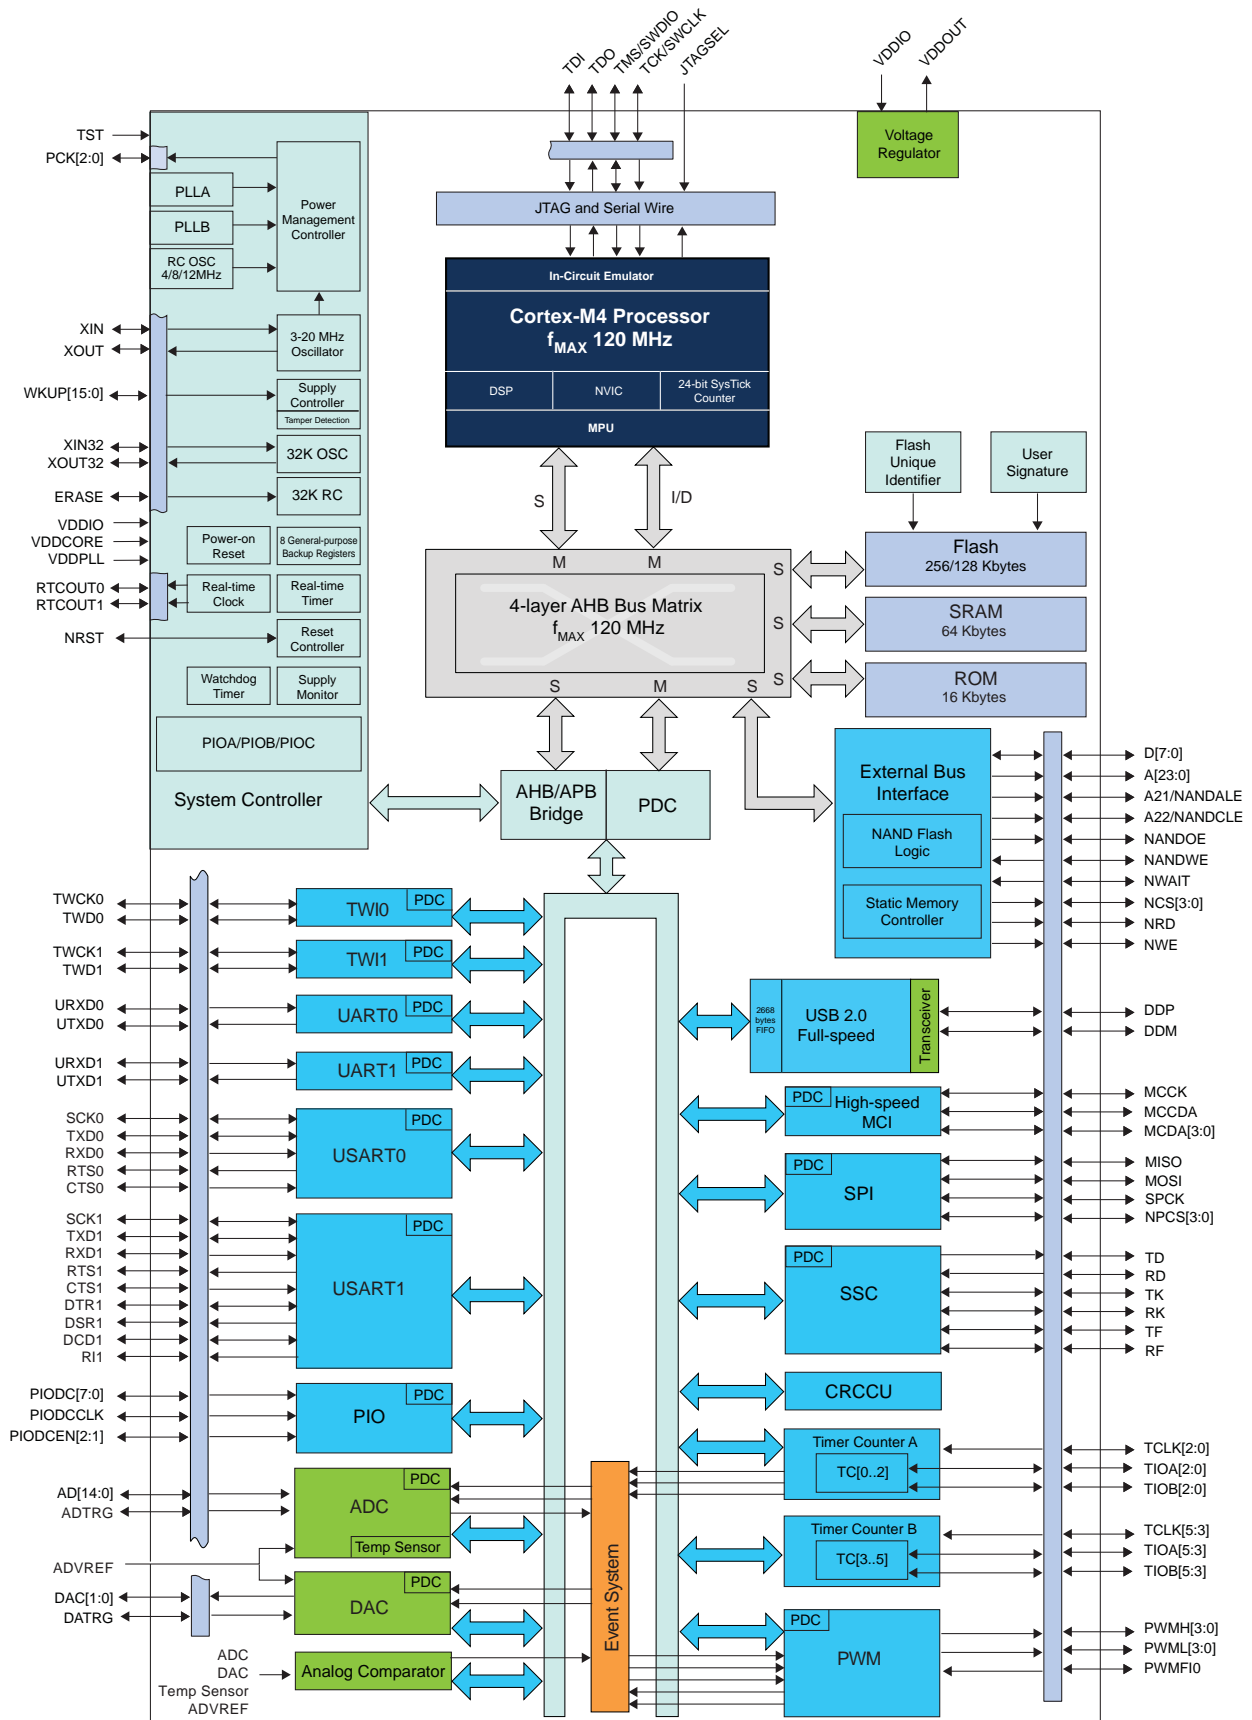 TDI
TDO
TMS/SWDIO
TCK/SWCLK
JTAGSEL
VDDIO
VDDOUT
Voltage
Regulator
TST
PCK[2:0]
PLLA
PLLB
RC OSC
4/8/12MHz
Power
Management
Controller
XIN
XOUT
3-20 MHz
Oscillator
WKUP[15:0]
Supply
Controller
Tamper Detection
XIN32
XOUT32
32K OSC
ERASE
32K RC
VDDIO
VDDCORE
VDDPLL
Power-on
Reset
8 General-purpose
Backup Registers
RTCOUT0
RTCOUT1
Real-time
Clock
Real-time
Timer
NRST
Reset
Controller
Watchdog
Timer
Supply
Monitor
PIOA/PIOB/PIOC
System Controller
JTAG and Serial Wire
In-Circuit Emulator
Cortex-M4 Processor
fMAX 120 MHz
DSP
NVIC
24-bit SysTick
Counter
MPU
S
I/D
M
M
S
4-layer AHB Bus Matrix
fMAX 120 MHz
S
S
S
M
S
Flash
Unique
Identifier
User
Signature
Flash
256/128 Kbytes
SRAM
64 Kbytes
ROM
16 Kbytes
AHB/APB
Bridge
PDC
External Bus
Interface
NAND Flash
Logic
Static Memory
Controller
D[7:0]
A[23:0]
A21/NANDALE
A22/NANDCLE
NANDOE
NANDWE
NWAIT
NCS[3:0]
NRD
NWE
TWCK0
TWD0
TWI0
PDC
TWCK1
TWD1
TWI1
PDC
URXD0
UTXD0
UART0
PDC
URXD1
UTXD1
UART1
PDC
SCK0
TXD0
RXD0
RTS0
CTS0
USART0
PDC
SCK1
TXD1
RXD1
RTS1
CTS1
DTR1
DSR1
DCD1
RI1
USART1
PDC
PIODC[7:0]
PIODCCLK
PIODCEN[2:1]
PIO
PDC
AD[14:0]
ADTRG
ADC
PDC
Temp Sensor
ADVREF
DAC[1:0]
DATRG
DAC
PDC
ADC
DAC
Temp Sensor
ADVREF
Analog Comparator
Event System
2668
bytes
FIFO
USB 2.0
Full-speed
Transceiver
DDP
DDM
PDC
High-speed
MCI
MCCK
MCCDA
MCDA[3:0]
PDC
SPI
MISO
MOSI
SPCK
NPCS[3:0]
PDC
SSC
TD
RD
TK
RK
TF
RF
CRCCU
Timer Counter A
TC[0..2]
TCLK[2:0]
TIOA[2:0]
TIOB[2:0]
Timer Counter B
TC[3..5]
TCLK[5:3]
TIOA[5:3]
TIOB[5:3]
PDC
PWM
PWMH[3:0]
PWML[3:0]
PWMFI0